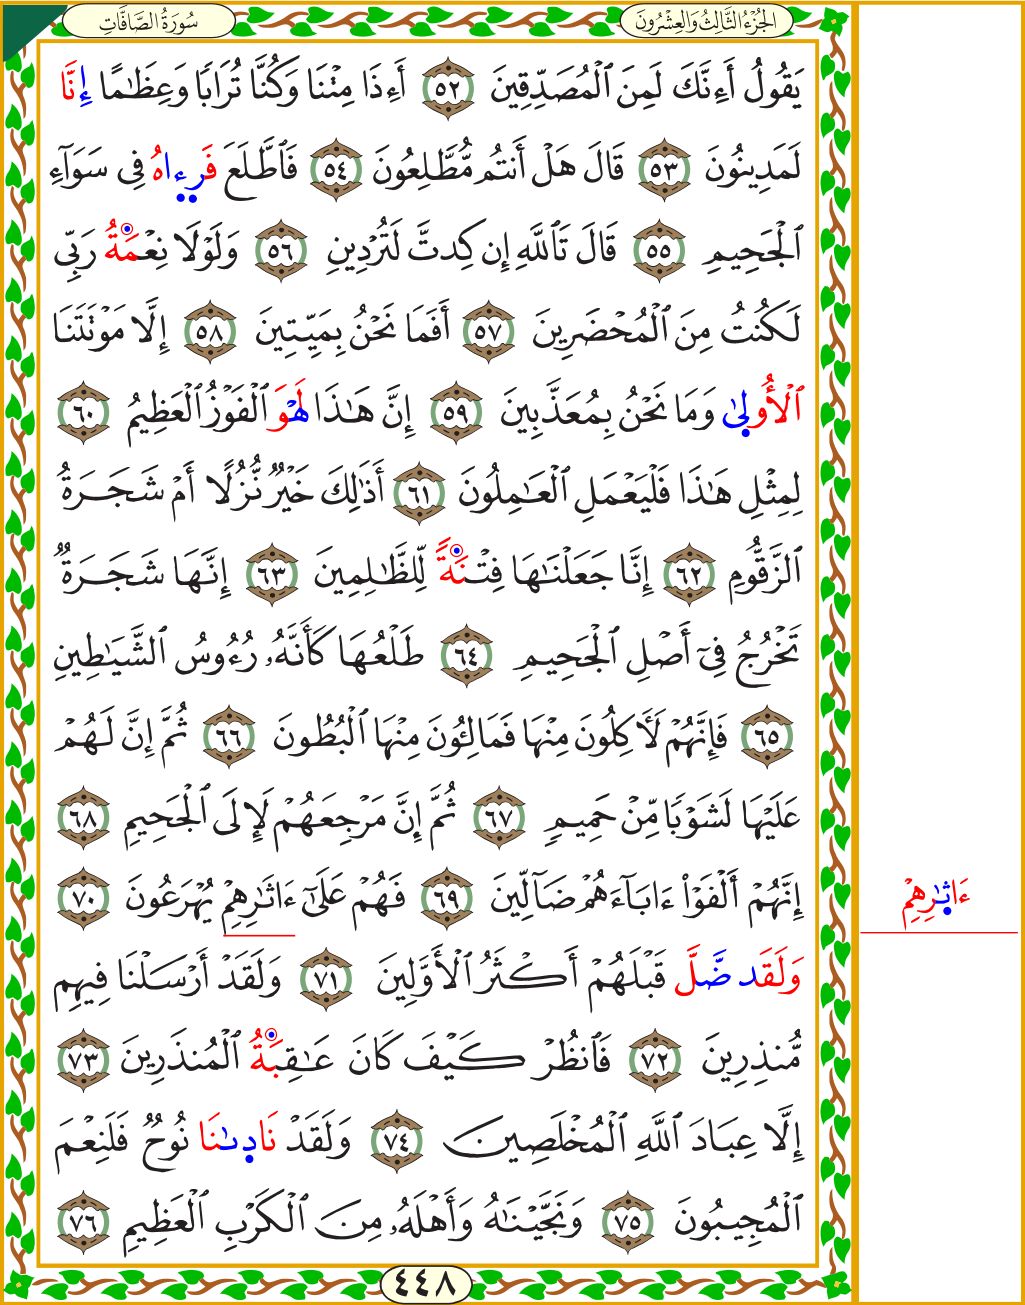 سُورَةُ الصَّافَّاتِ
الجُزْءُ الثَّالِثُ وَالعِشْرُونَ
يَقُولُ أَءِنَّكَ لَمِنَ ٱلْمُصَدِّقِينَ ٥٢ أَءِذَا مِتْنَا وَكُنَّا تُرَابًا وَعِظَـٰمًا إِنَّا
لَمَدِينُونَ ٥٣ قَالَ هَلْ أَنتُم مُّطَّلِعُونَ ٥٤ فَٱطَّلَعَ فَرِءاهُ فِى سَوَآءِ
ٱلْجَحِيمِ ٥٥ قَالَ تَٱللَّهِ إِن كِدتَّ لَتُرْدِينِ ٥٦ وَلَوْلَا نِعْمَةُ رَبِّى
لَكُنتُ مِنَ ٱلْمُحْضَرِينَ ٥٧ أَفَمَا نَحْنُ بِمَيِّتِينَ ٥٨ إِلَّا مَوْتَتَنَا
ٱلْأُولِىٰ وَمَا نَحْنُ بِمُعَذَّبِينَ ٥٩ إِنَّ هَـٰذَا لَهْوَ ٱلْفَوْزُ ٱلْعَظِيمُ ٦٠
لِمِثْلِ هَـٰذَا فَلْيَعْمَلِ ٱلْعَـٰمِلُونَ ٦١ أَذَٰلِكَ خَيْرٌ نُّزُلًا أَمْ شَجَرَةُ
ٱلزَّقُّومِ ٦٢ إِنَّا جَعَلْنَـٰهَا فِتْنَةً لِّلظَّـٰلِمِينَ ٦٣ إِنَّهَا شَجَرَةٌ
تَخْرُجُ فِىٓ أَصْلِ ٱلْجَحِيمِ ٦٤ طَلْعُهَا كَأَنَّهُۥ رُءُوسُ ٱلشَّيَـٰطِينِ
٦٥ فَإِنَّهُمْ لَـَٔاكِلُونَ مِنْهَا فَمَالِـُٔونَ مِنْهَا ٱلْبُطُونَ ٦٦ ثُمَّ إِنَّ لَهُمْ
عَلَيْهَا لَشَوْبًا مِّنْ حَمِيمٍ ٦٧ ثُمَّ إِنَّ مَرْجِعَهُمْ لَإِلَى ٱلْجَحِيمِ ٦٨
إِنَّهُمْ أَلْفَوْا۟ ءَابَآءَهُمْ ضَآلِّينَ ٦٩ فَهُمْ عَلَىٰٓ ءَاثَـٰرِهِمْ يُهْرَعُونَ ٧٠
ءَاثِـٰرِهِمْ
وَلَقَد ضَّلَّ قَبْلَهُمْ أَكْثَرُ ٱلْأَوَّلِينَ ٧١ وَلَقَدْ أَرْسَلْنَا فِيهِم
مُّنذِرِينَ ٧٢ فَٱنظُرْ كَيْفَ كَانَ عَـٰقِبَةُ ٱلْمُنذَرِينَ ٧٣
إِلَّا عِبَادَ ٱللَّهِ ٱلْمُخْلَصِينَ ٧٤ وَلَقَدْ نَادِىٰنَا نُوحٌ فَلَنِعْمَ
ٱلْمُجِيبُونَ ٧٥ وَنَجَّيْنَـٰهُ وَأَهْلَهُۥ مِنَ ٱلْكَرْبِ ٱلْعَظِيمِ ٧٦
٤٤٨